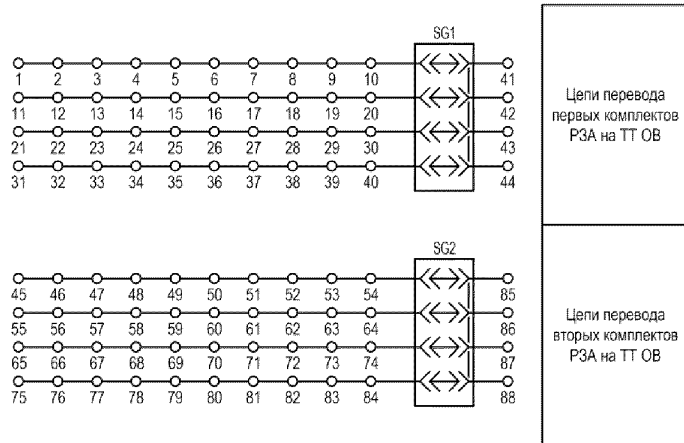 SG1
1 2 3 4 5 6 7 8 9 10 41
11 12 13 14 15 16 17 18 19 20 42
21 22 23 24 25 26 27 28 29 30 43
31 32 33 34 35 36 37 38 39 40 44
Цепи перевода
первых комплектов
РЗА на ТТ ОВ
SG2
45 46 47 48 49 50 51 52 53 54 85
55 56 57 58 59 60 61 62 63 64 86
65 66 67 68 69 70 71 72 73 74 87
75 76 77 78 79 80 81 82 83 84 88
Цепи перевода
вторых комплектов
РЗА на ТТ ОВ